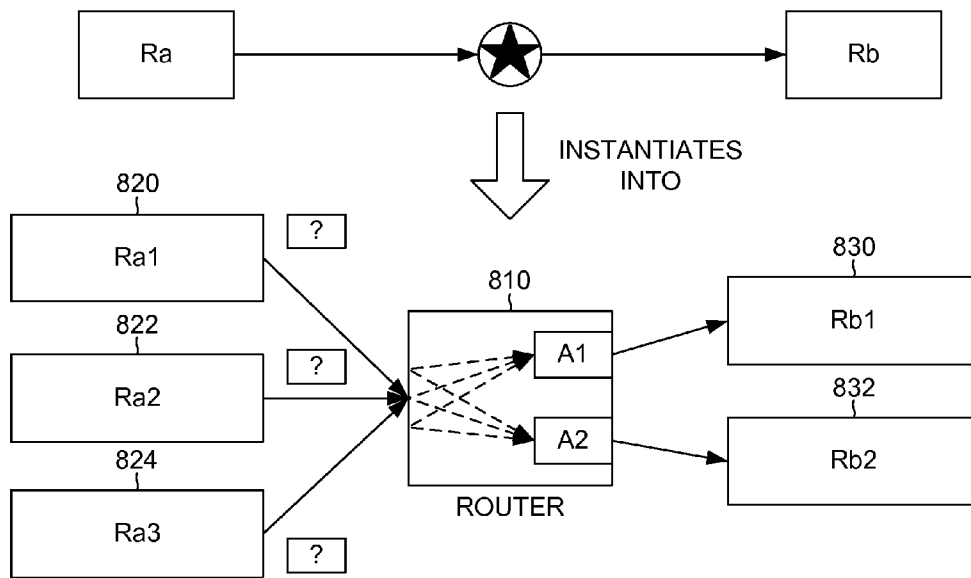 Ra
Rb
INSTANTIATES
INTO
820
Ra1
?
822
Ra2
?
824
Ra3
?
810
A1
A2
ROUTER
830
Rb1
832
Rb2